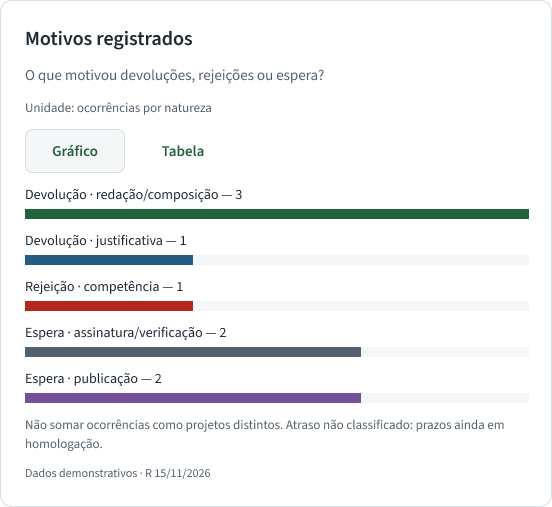 Motivos registrados
O que motivou devoluções, rejeições ou espera?
Unidade: ocorrências por natureza
Gráfico
Tabela
Devolução · redação/composição — 3
Devolução · justificativa — 1
Rejeição · competência — 1
Espera · assinatura/verificação — 2
Espera · publicação — 2
Não somar ocorrências como projetos distintos. Atraso não classificado: prazos ainda em
homologação.
Dados demonstrativos · R 15/11/2026